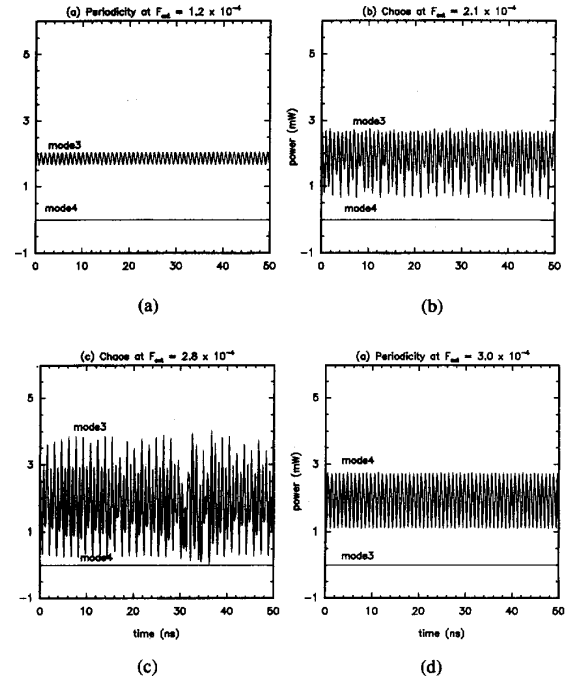 (a) Periodicity at F_ext = 1.2 × 10⁻⁴
5
3
1
−1
mode3
mode4
0 10 20 30 40 50
(a)
(b) Chaos at F_ext = 2.1 × 10⁻⁴
power (mW)
5
3
1
−1
mode3
mode4
0 10 20 30 40 50
(b)
(c) Chaos at F_ext = 2.8 × 10⁻⁴
5
3
1
−1
mode3
mode4
0 10 20 30 40 50
time (ns)
(c)
(a) Periodicity at F_ext = 3.0 × 10⁻⁴
power (mW)
5
3
1
−1
mode4
mode3
0 10 20 30 40 50
time (ns)
(d)